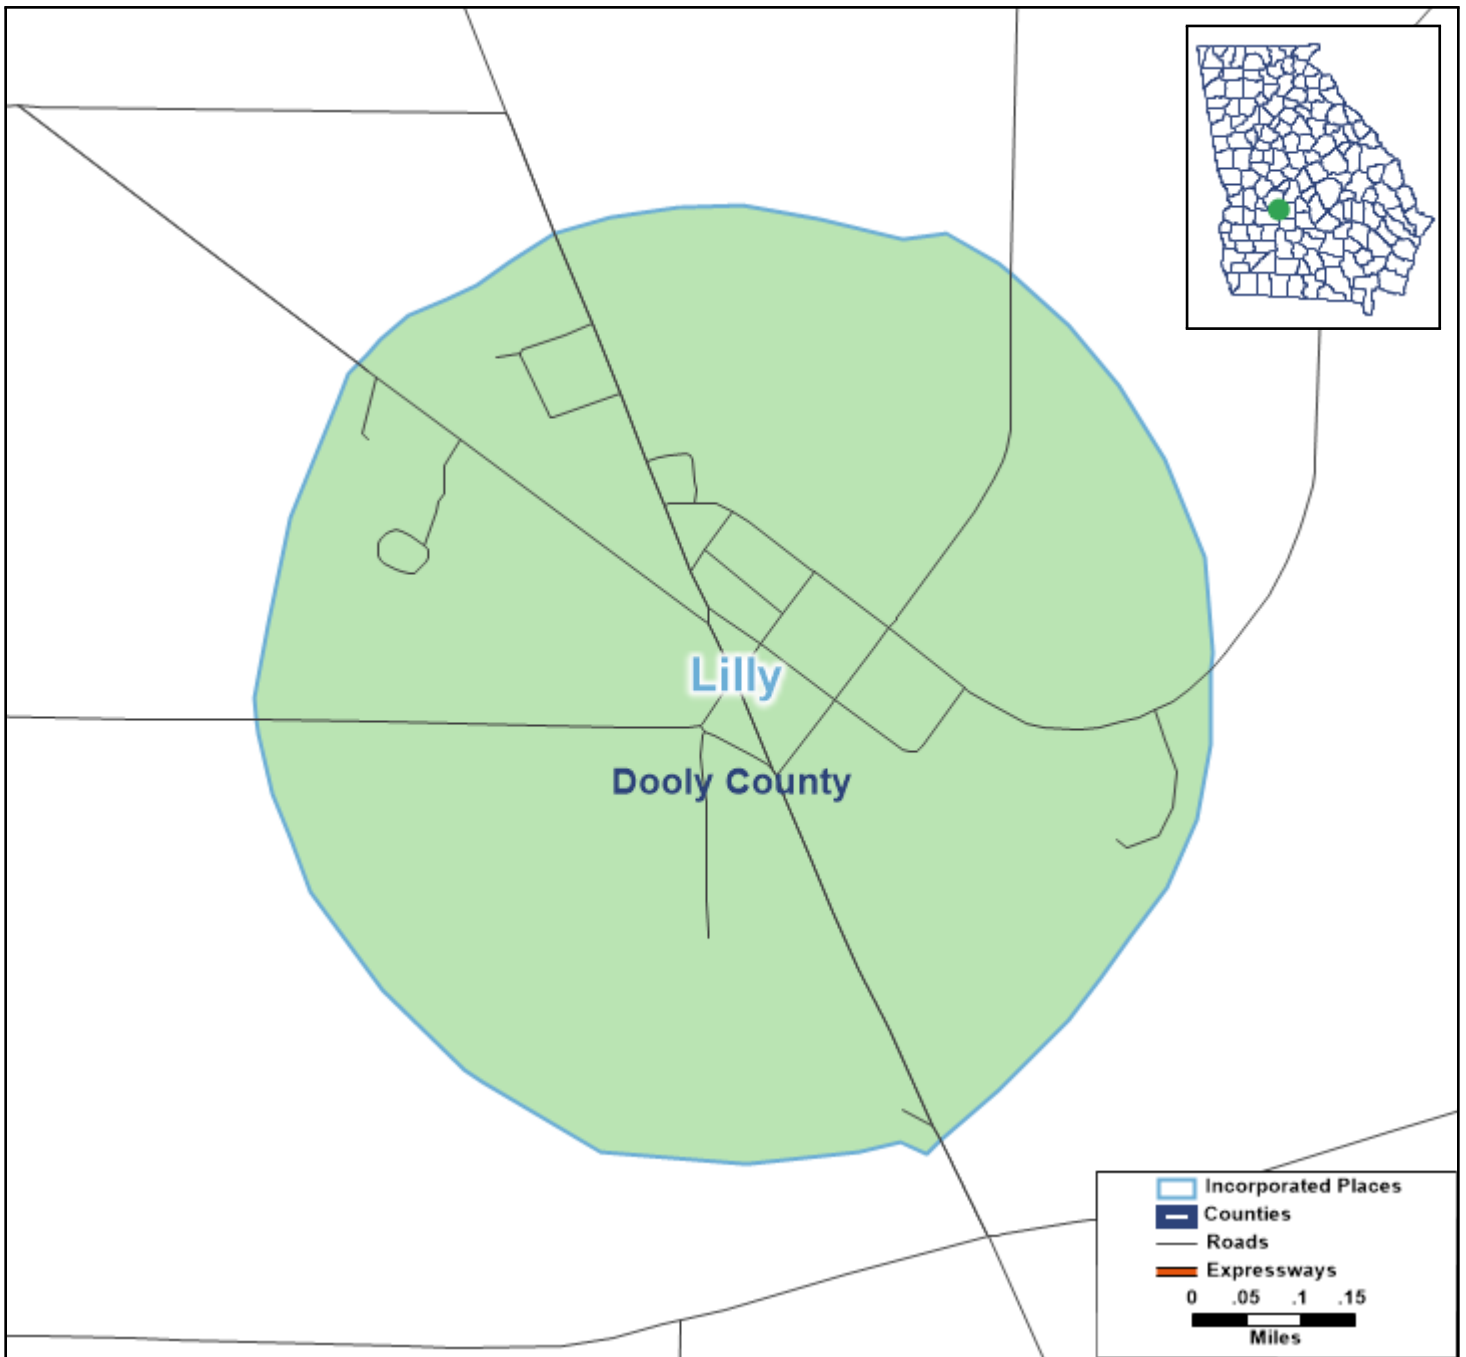 Lilly
Dooly County
Incorporated Places
Counties
Roads
Expressways
0 .05 .1 .15
Miles